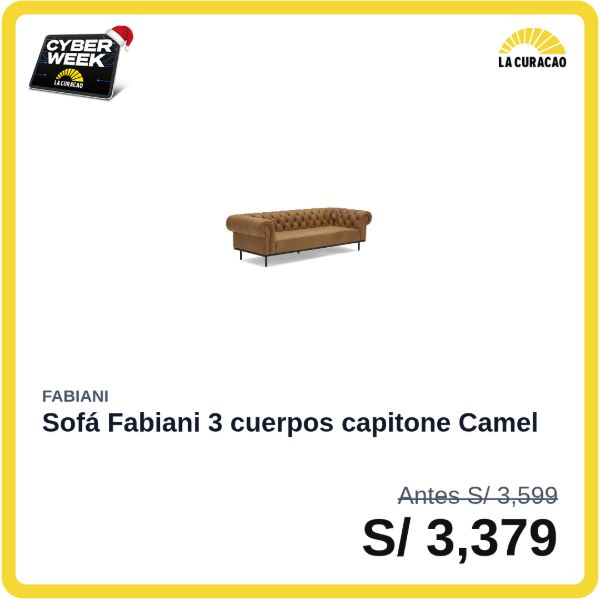 CYBER
WEEK
LA CURACAO
LA CURACAO
FABIANI
Sofá Fabiani 3 cuerpos capitone Camel
Antes S/ 3,599
S/ 3,379